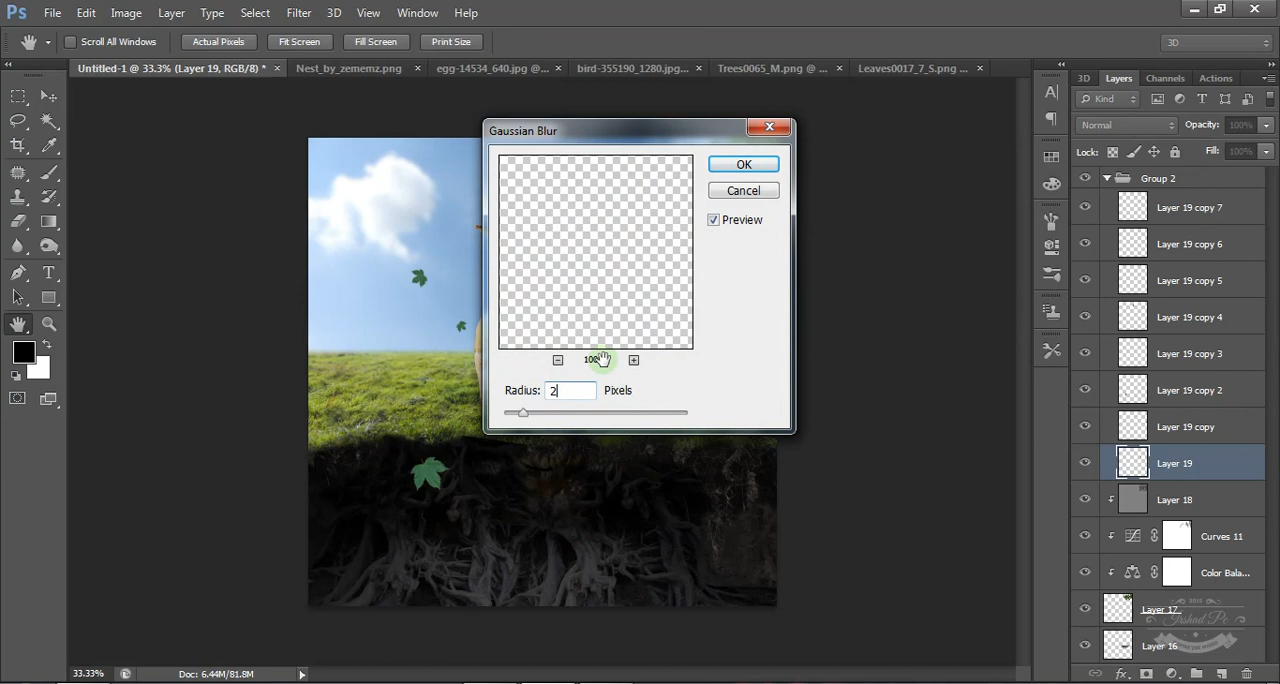 Ps File Edit Image Layer Type Select Filter 3D View Window Help
Scroll All Windows Actual Pixels Fit Screen Fill Screen Print Size 3D
Untitled-1 @ 33.3% (Layer 19, RGB/8) * × Nest_by_zememz.png × egg-14534_640.jpg @... × bird-355190_1280.jpg... × Trees0065_M.png @ ... × Leaves0017_7_S.png ... ×
3D Layers Channels Actions
Kind
Normal Opacity: 100%
Lock: Fill: 100%
Group 2
Layer 19 copy 7
Layer 19 copy 6
Layer 19 copy 5
Layer 19 copy 4
Layer 19 copy 3
Layer 19 copy 2
Layer 19 copy
Layer 19
Layer 18
Curves 11
Color Bala...
Layer 17
2015
Irshad Pc
Layer 16
Gaussian Blur
OK
Cancel
Preview
Radius: 2 Pixels
33.33% Doc: 6.44M/81.8M